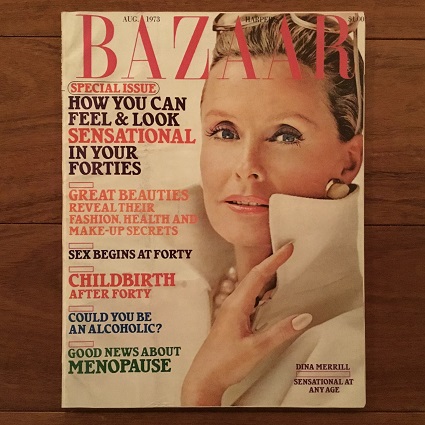 AUG. 1973
HARPER'S
$1.00
BAZAAR
SPECIAL ISSUE
HOW YOU CAN
FEEL & LOOK
SENSATIONAL
IN YOUR
FORTIES
GREAT BEAUTIES
REVEAL THEIR
FASHION, HEALTH AND
MAKE-UP SECRETS
SEX BEGINS AT FORTY
CHILDBIRTH
AFTER FORTY
COULD YOU BE
AN ALCOHOLIC?
GOOD NEWS ABOUT
MENOPAUSE
DINA MERRILL
SENSATIONAL AT
ANY AGE